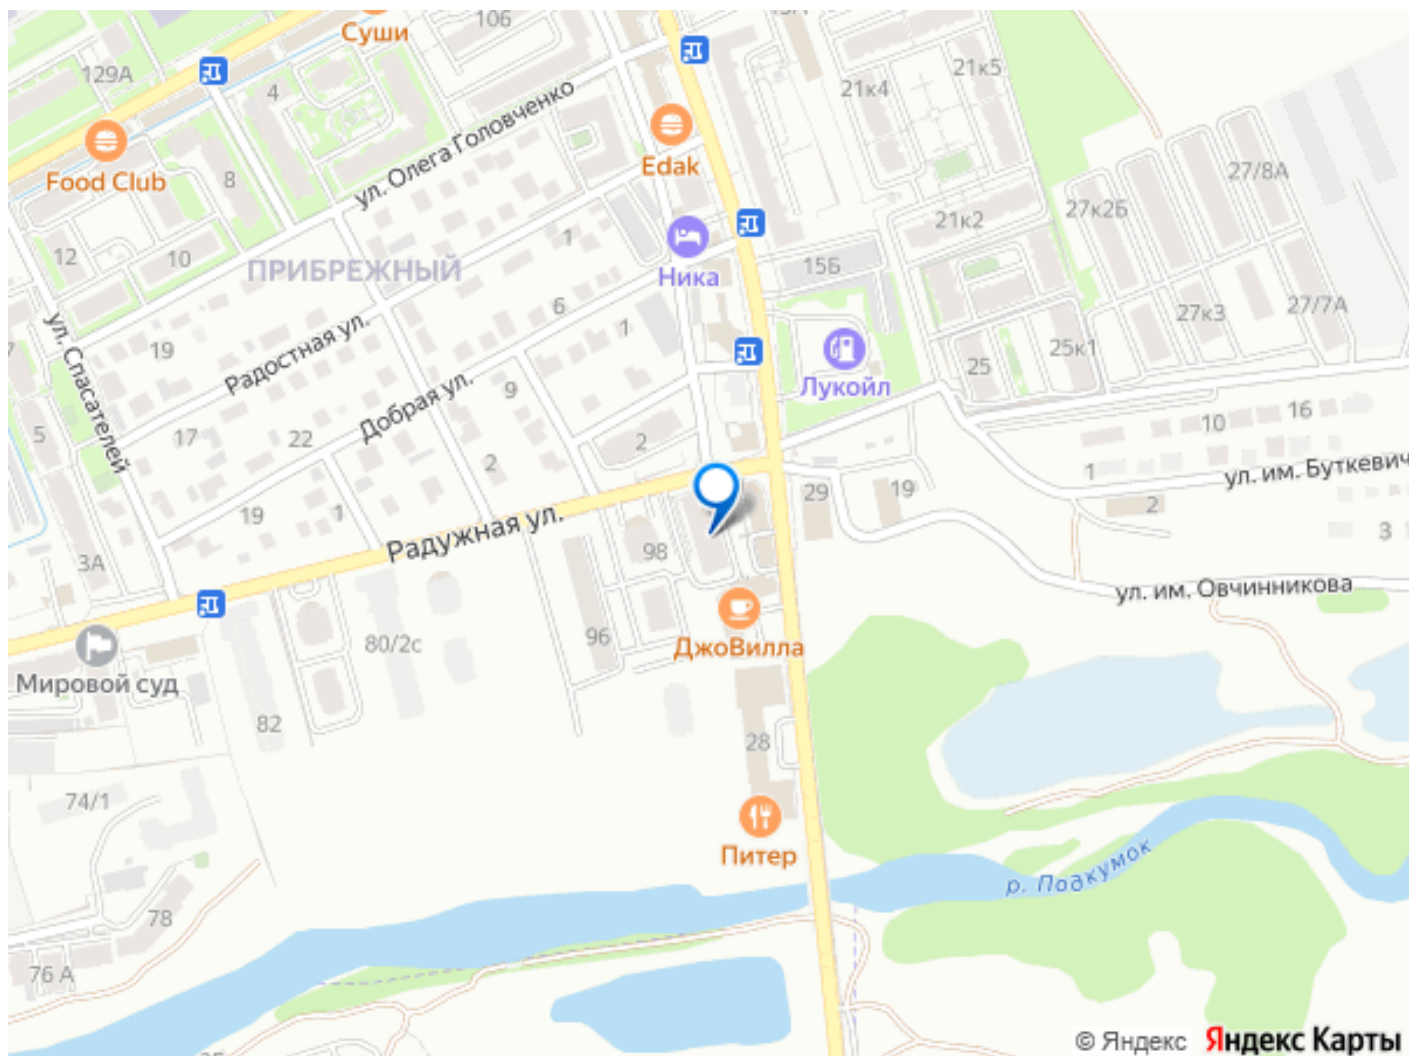 Суши
106
129А
4
21к5
21к4
ул. Олега Головченко
Food Club
Edak
8
27/8А
27к2Б
21к2
12
10
ПРИБРЕЖНЫЙ
1
Ника
15Б
6
27/7А
27к3
ул. Спасателей
19
Радостная ул.
1
25к1
25
Лукойл
9
Добрая ул.
5
17
22
2
10
16
1
ул. им. Буткевич
2
29
19
2
19
1
3
Радужная ул.
98
3А
ул. им. Овчинникова
96
ДжоВилла
80/2с
Мировой суд
82
28
74/1
Питер
р. Подкумок
78
76 А
© Яндекс Яндекс Карты